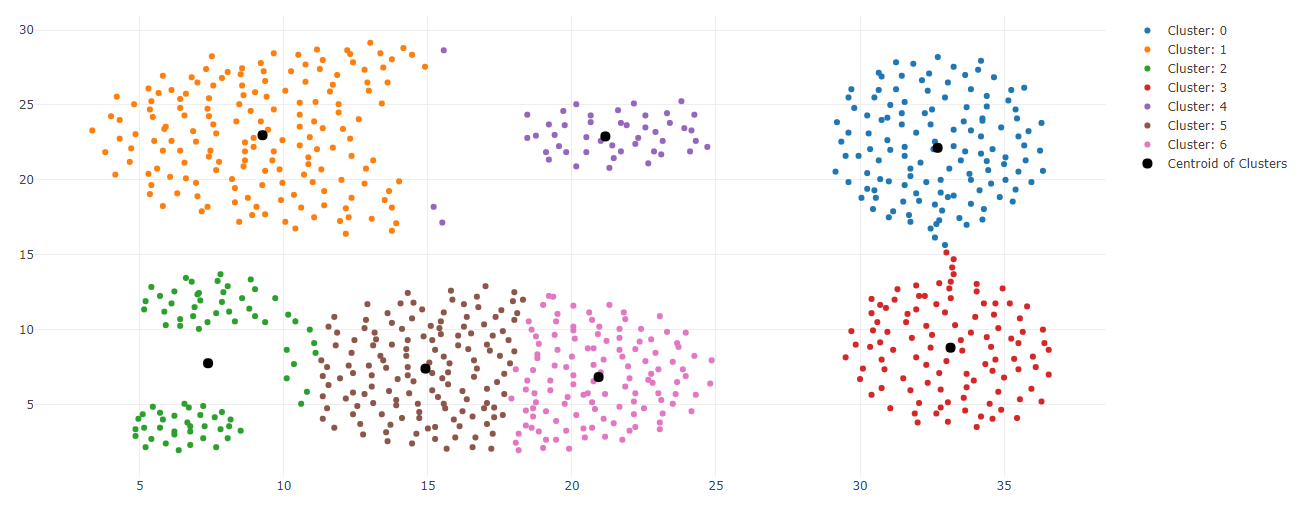 30
25
20
15
10
5
5
10
15
20
25
30
35
Cluster: 0
Cluster: 1
Cluster: 2
Cluster: 3
Cluster: 4
Cluster: 5
Cluster: 6
Centroid of Clusters